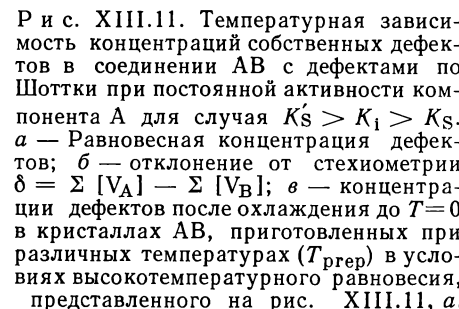 Р и с. XIII.11. Температурная зависи-
мость концентраций собственных дефек-
тов в соединении АВ с дефектами по
Шоттки при постоянной активности ком-
понента А для случая K′S > Ki > KS.
а — Равновесная концентрация дефек-
тов; б — отклонение от стехиометрии
δ = Σ [VA] — Σ [VB]; в — концентра-
ции дефектов после охлаждения до T=0
в кристаллах АВ, приготовленных при
различных температурах (Tprep) в усло-
виях высокотемпературного равновесия,
представленного на рис. XIII.11, а.